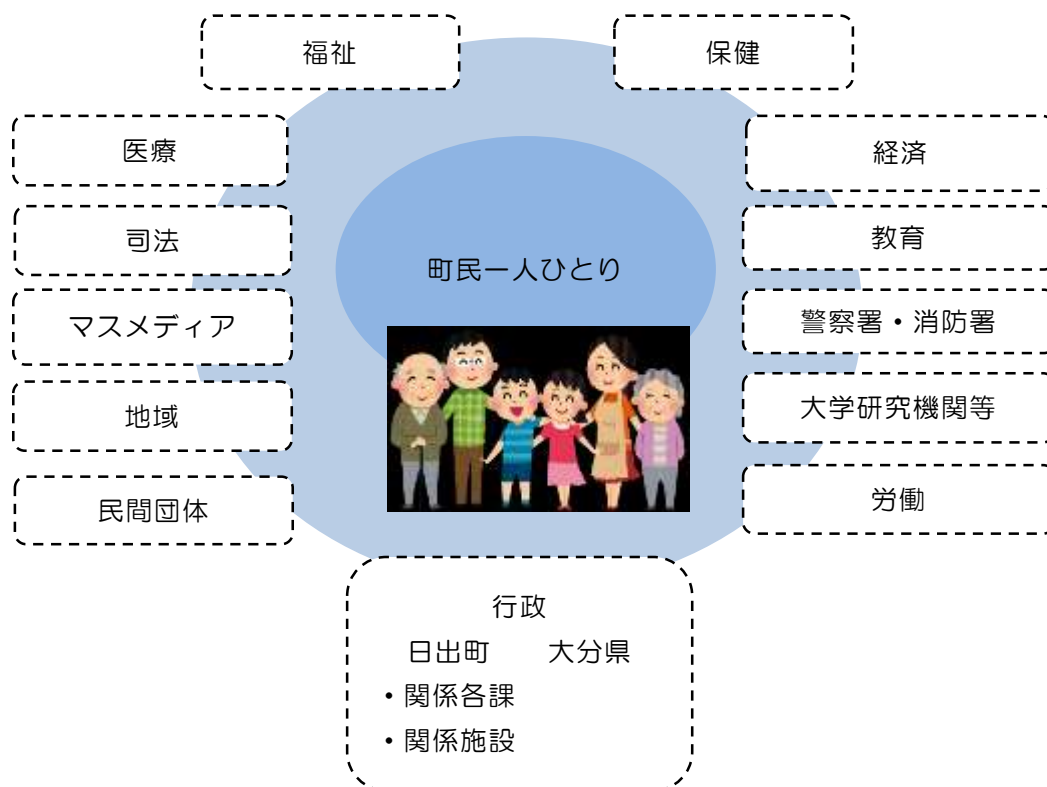 福祉
保健
医療
経済
司法
教育
町民一人ひとり
マスメディア
警察署・消防署
地域
大学研究機関等
民間団体
労働
行政
日出町 大分県
・関係各課
・関係施設